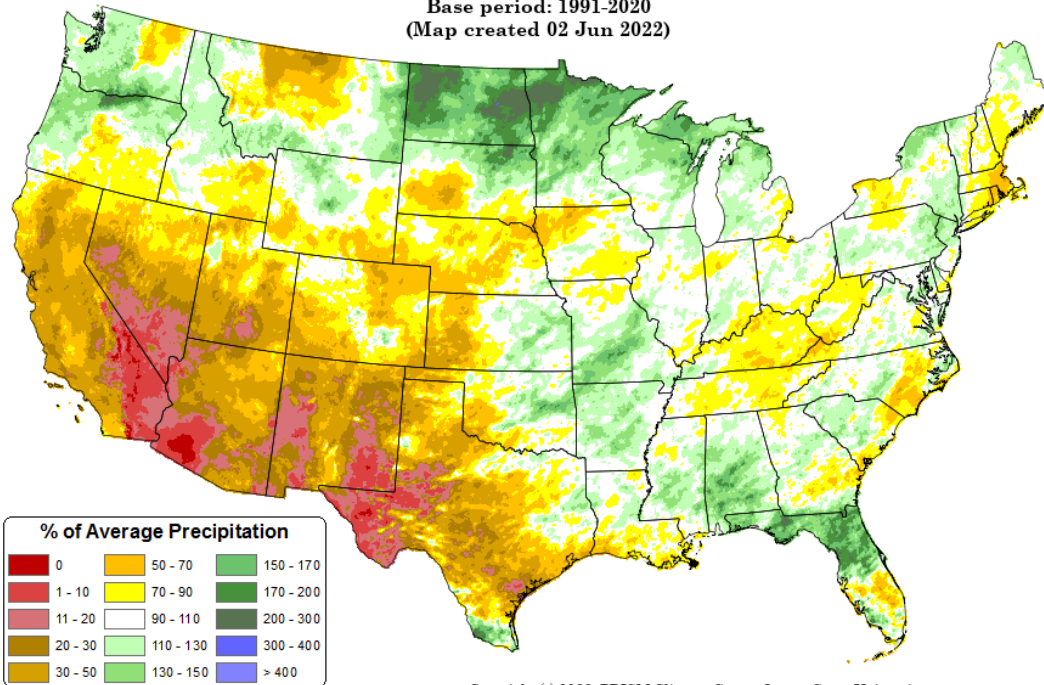 Base period: 1991-2020
(Map created 02 Jun 2022)
% of Average Precipitation
0
50 - 70
150 - 170
1 - 10
70 - 90
170 - 200
11 - 20
90 - 110
200 - 300
20 - 30
110 - 130
300 - 400
30 - 50
130 - 150
> 400